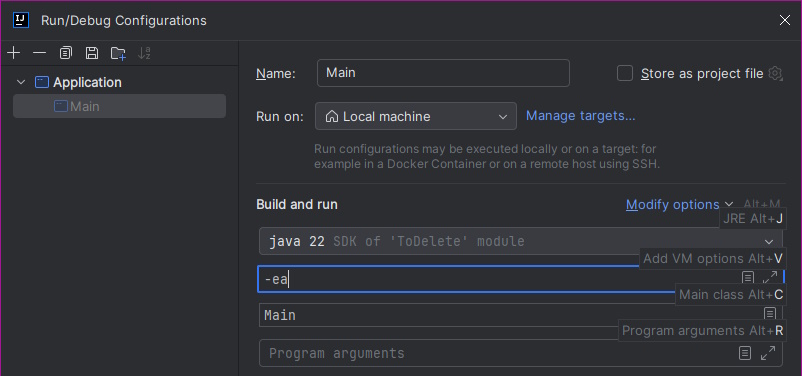 IJ
Run/Debug Configurations
Application
Main
Name:
Main
Store as project file
Run on:
Local machine
Manage targets...
Run configurations may be executed locally or on a target: for
example in a Docker Container or on a remote host using SSH.
Build and run
Modify options
Alt+M
JRE Alt+J
java 22 SDK of 'ToDelete' module
Add VM options Alt+V
-ea
Main class Alt+C
Main
Program arguments Alt+R
Program arguments